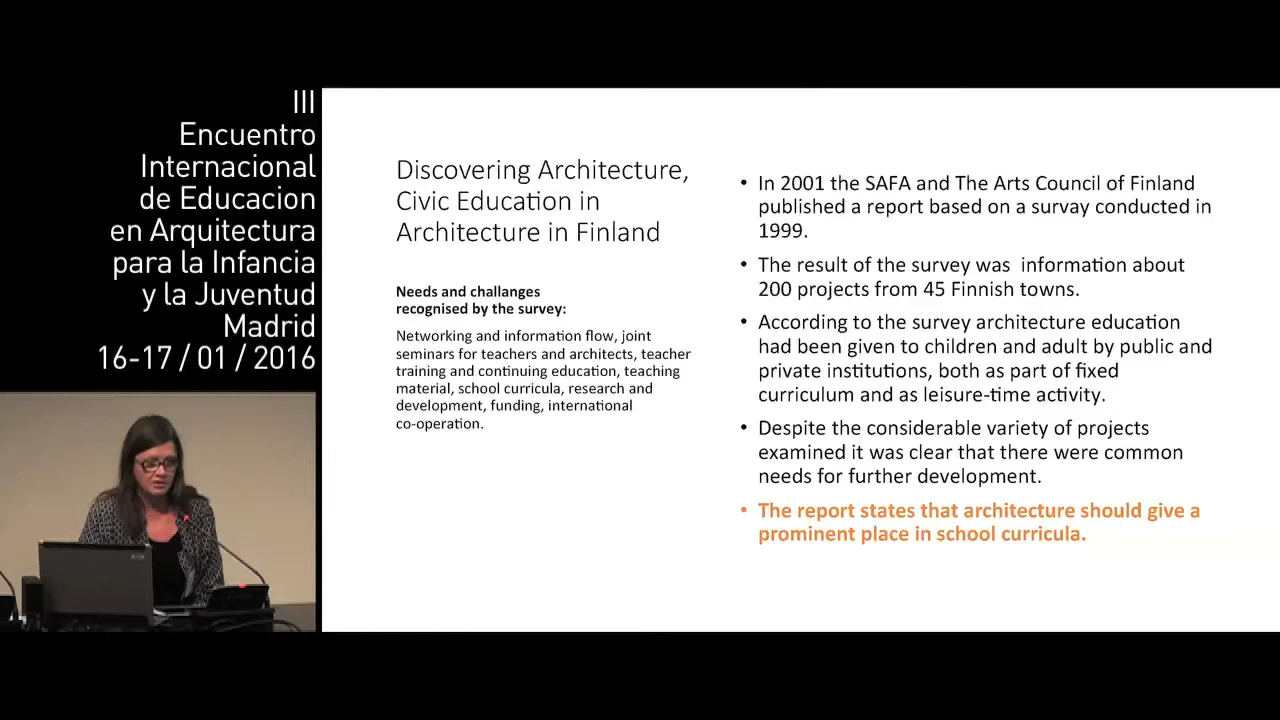 III
Encuentro
Internacional
de Educacion
en Arquitectura
para la Infancia
y la Juventud
Madrid
16-17 / 01 / 2016
Discovering Architecture,
Civic Education in
Architecture in Finland
Needs and challanges
recognised by the survey:
Networking and information flow, joint
seminars for teachers and architects, teacher
training and continuing education, teaching
material, school curricula, research and
development, funding, international
co-operation.
• In 2001 the SAFA and The Arts Council of Finland
published a report based on a survay conducted in
1999.
• The result of the survey was information about
200 projects from 45 Finnish towns.
• According to the survey architecture education
had been given to children and adult by public and
private institutions, both as part of fixed
curriculum and as leisure-time activity.
• Despite the considerable variety of projects
examined it was clear that there were common
needs for further development.
• The report states that architecture should give a
prominent place in school curricula.